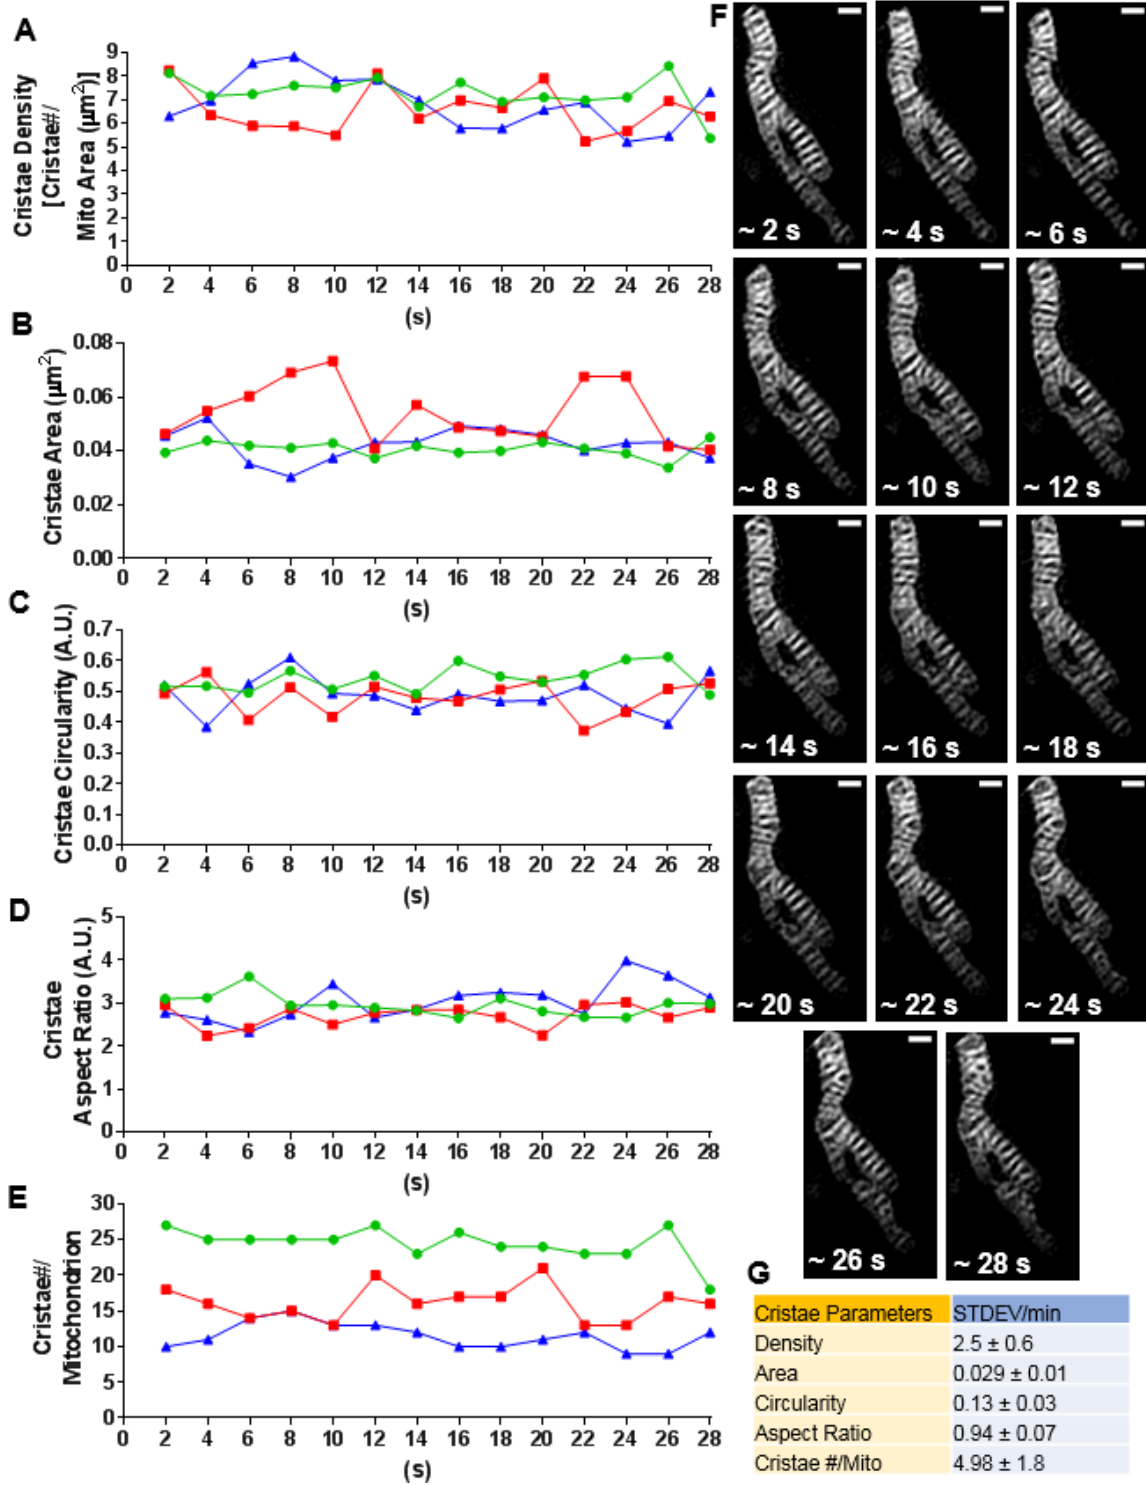 A
Cristae Density
[Cristae#/
Mito Area (µm²)]
9
8
7
6
5
4
3
2
1
0
0 2 4 6 8 10 12 14 16 18 20 22 24 26 28
(s)
B
Cristae Area (µm²)
0.08
0.06
0.04
0.02
0.00
0 2 4 6 8 10 12 14 16 18 20 22 24 26 28
(s)
C
Cristae Circularity (A.U.)
0.7
0.6
0.5
0.4
0.3
0.2
0.1
0.0
0 2 4 6 8 10 12 14 16 18 20 22 24 26 28
(s)
D
Cristae
Aspect Ratio (A.U.)
5
4
3
2
1
0
0 2 4 6 8 10 12 14 16 18 20 22 24 26 28
(s)
E
Cristae#/
Mitochondrion
30
25
20
15
10
5
0
0 2 4 6 8 10 12 14 16 18 20 22 24 26 28
(s)
F
~ 2 s
~ 4 s
~ 6 s
~ 8 s
~ 10 s
~ 12 s
~ 14 s
~ 16 s
~ 18 s
~ 20 s
~ 22 s
~ 24 s
~ 26 s
~ 28 s
G
Cristae Parameters STDEV/min
Density 2.5 ± 0.6
Area 0.029 ± 0.01
Circularity 0.13 ± 0.03
Aspect Ratio 0.94 ± 0.07
Cristae #/Mito 4.98 ± 1.8